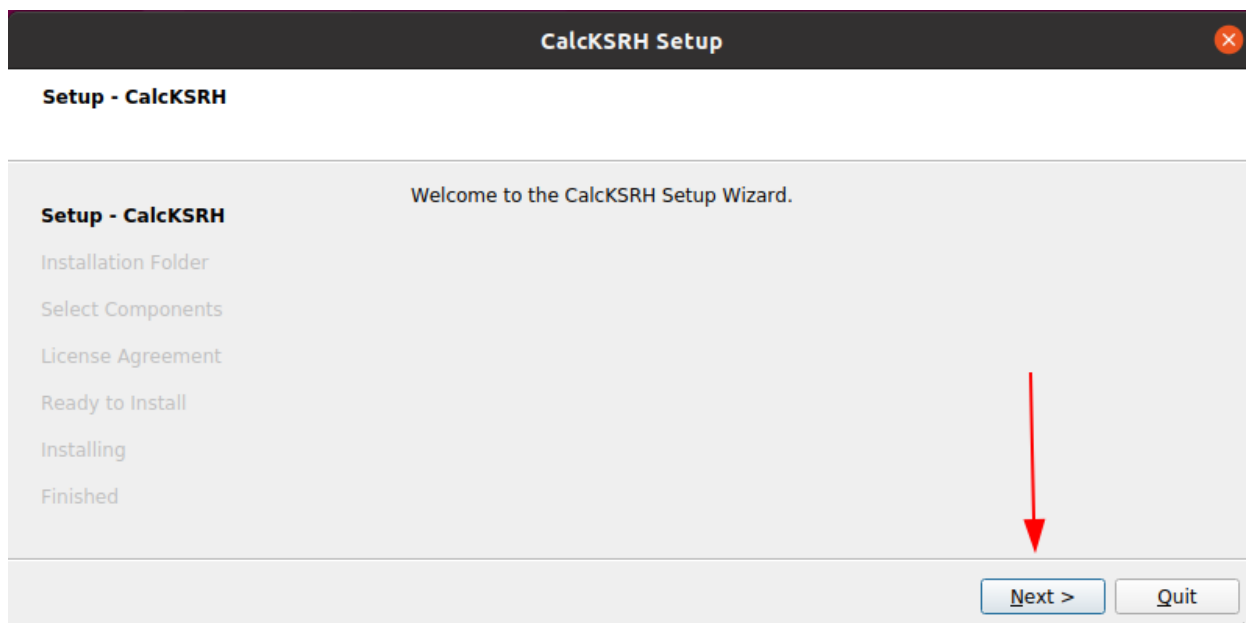 CalcKSRH Setup
Setup - CalcKSRH
Setup - CalcKSRH
Installation Folder
Select Components
License Agreement
Ready to Install
Installing
Finished
Welcome to the CalcKSRH Setup Wizard.
Next >
Quit